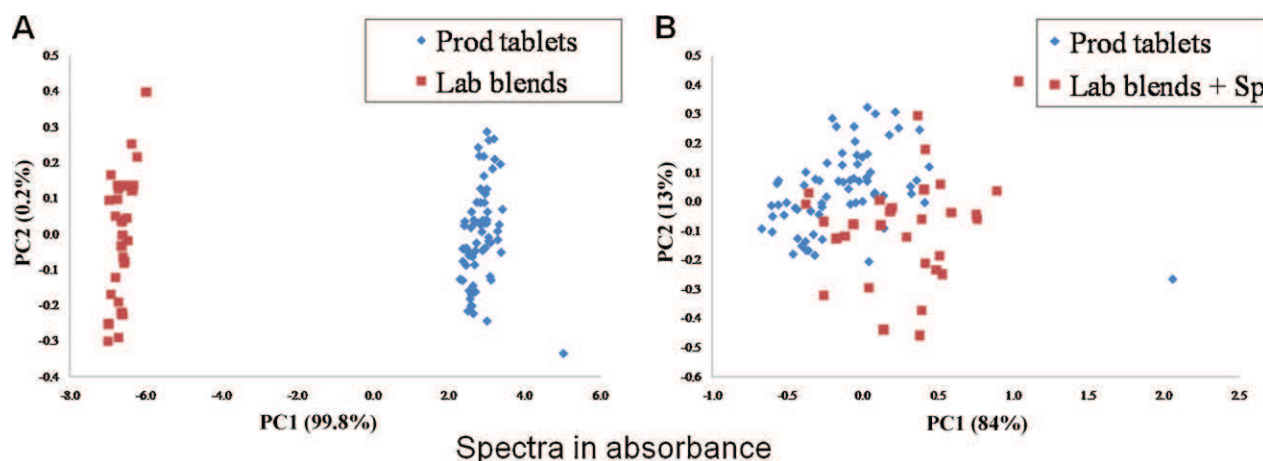 A
Prod tablets
Lab blends
0.5
0.4
0.3
0.2
0.1
0.0
-0.1
-0.2
-0.3
-0.4
PC2 (0.2%)
-8.0 -6.0 -4.0 -2.0 0.0 2.0 4.0 6.0
PC1 (99.8%)
B
Prod tablets
Lab blends + Sp
0.5
0.4
0.3
0.2
0.1
0.0
-0.1
-0.2
-0.3
-0.4
-0.5
-0.6
PC2 (13%)
-1.0 -0.5 0.0 0.5 1.0 1.5 2.0 2.5
PC1 (84%)
Spectra in absorbance